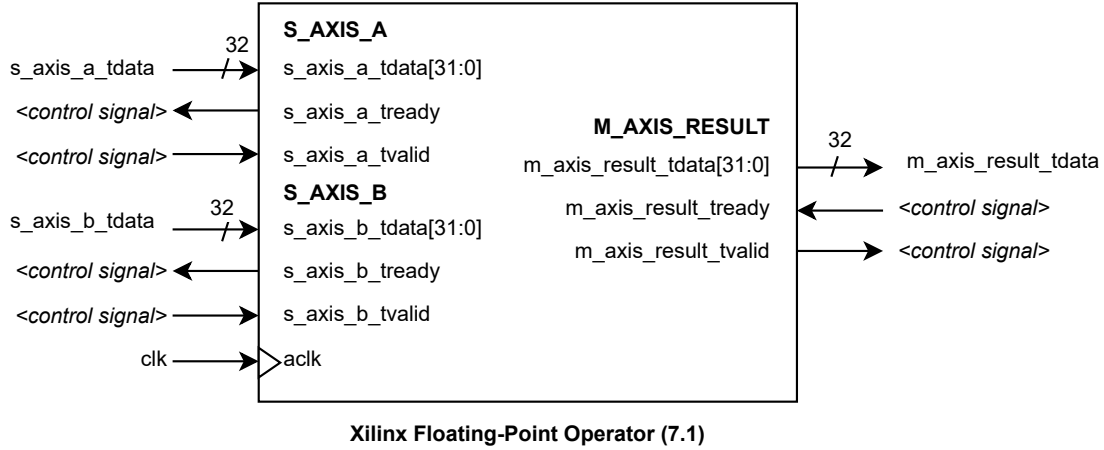 S_AXIS_A
32
s_axis_a_tdata
s_axis_a_tdata[31:0]
<control signal>
s_axis_a_tready
<control signal>
s_axis_a_tvalid
S_AXIS_B
s_axis_b_tdata
32
s_axis_b_tdata[31:0]
<control signal>
s_axis_b_tready
<control signal>
s_axis_b_tvalid
clk
aclk
M_AXIS_RESULT
m_axis_result_tdata[31:0]
32
m_axis_result_tdata
m_axis_result_tready
<control signal>
m_axis_result_tvalid
<control signal>
Xilinx Floating-Point Operator (7.1)